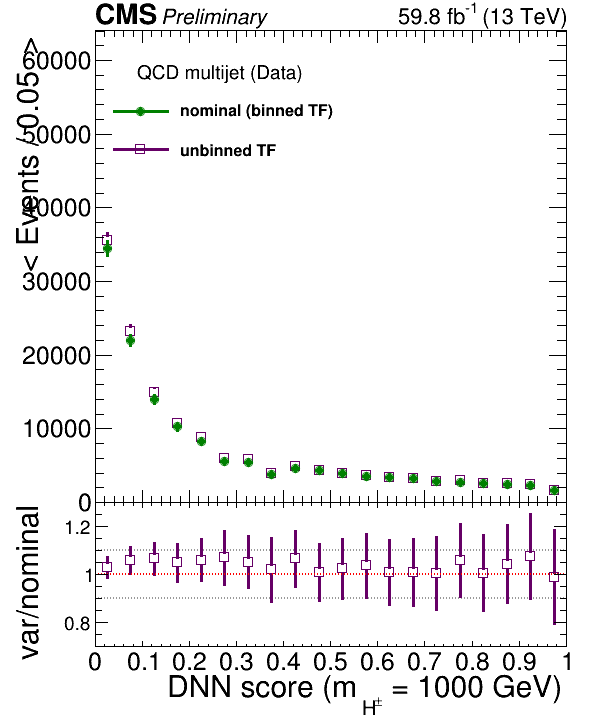 CMS Preliminary 59.8 fb⁻¹ (13 TeV)
< Events / 0.05 >
60000
50000
40000
30000
20000
10000
0
QCD multijet (Data)
nominal (binned TF)
unbinned TF
var/nominal
1.2
1
0.8
0 0.1 0.2 0.3 0.4 0.5 0.6 0.7 0.8 0.9 1
DNN score (m_H± = 1000 GeV)